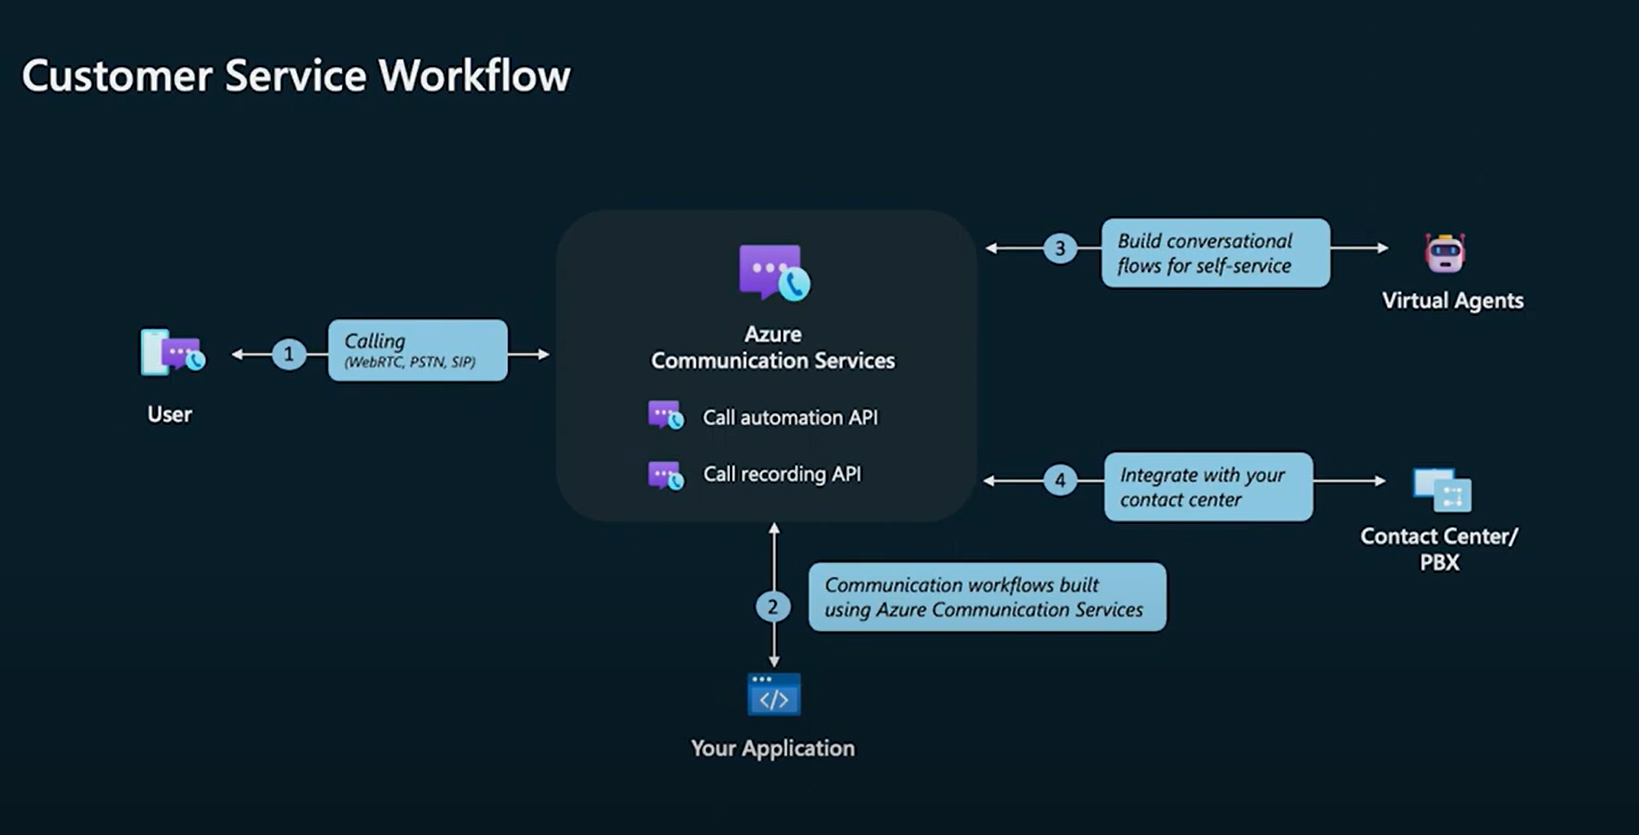 Customer Service Workflow
1
Calling
(WebRTC, PSTN, SIP)
User
Azure
Communication Services
Call automation API
Call recording API
2
Communication workflows built
using Azure Communication Services
</>
Your Application
3
Build conversational
flows for self-service
Virtual Agents
4
Integrate with your
contact center
Contact Center/
PBX